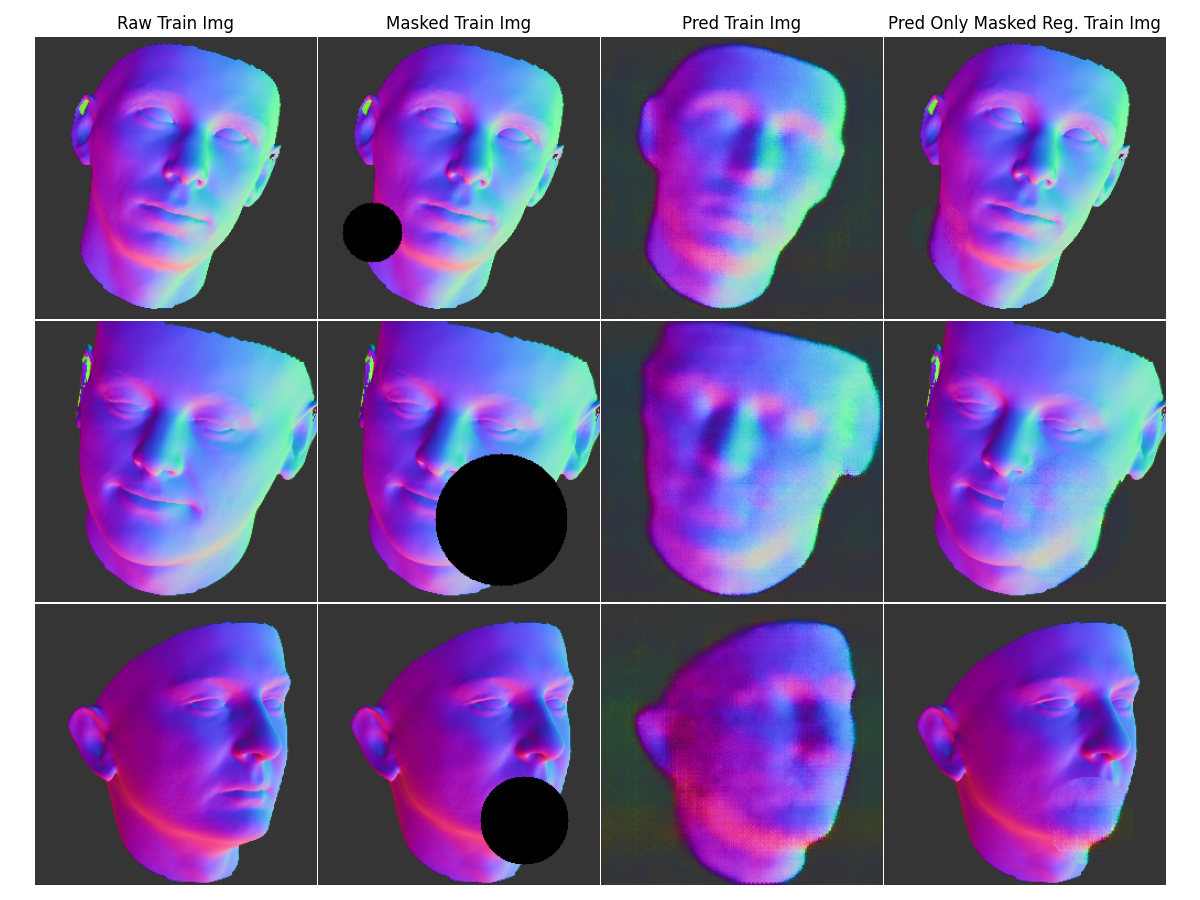 Raw Train Img
Masked Train Img
Pred Train Img
Pred Only Masked Reg. Train Img